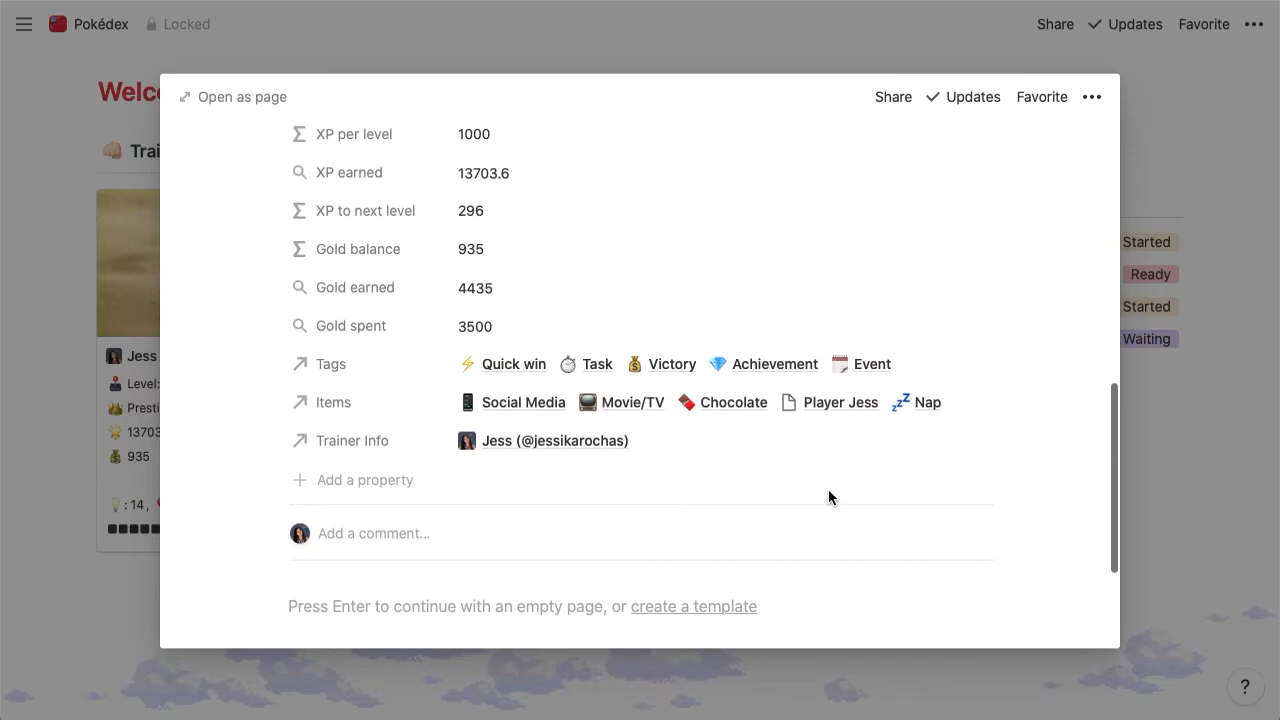 Pokédex Locked Share Updates Favorite •••
Welc
Open as page Share Updates Favorite •••
Trai
XP per level 1000
XP earned 13703.6
XP to next level 296
Gold balance 935
Gold earned 4435
Gold spent 3500
Tags Quick win Task Victory Achievement Event
Items Social Media Movie/TV Chocolate Player Jess Nap
Trainer Info Jess (@jessikarochas)
Add a property
Add a comment...
Press Enter to continue with an empty page, or create a template
Jess
Level:
Presti
13703
935
: 14 ,
Started
Ready
Started
Waiting
?